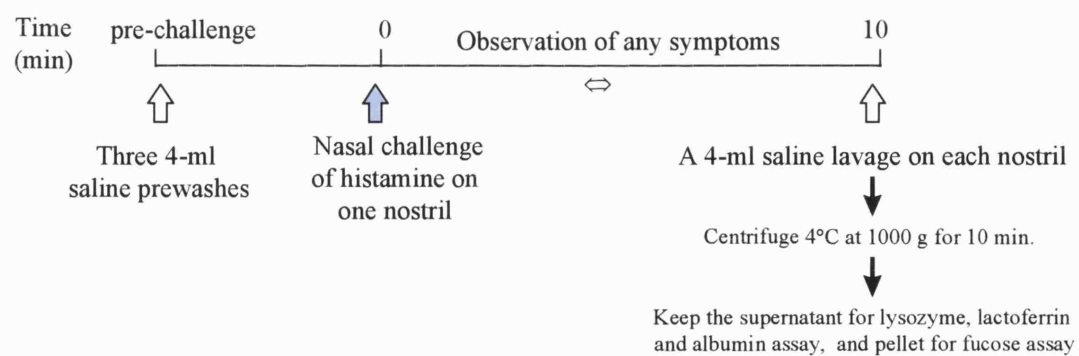 Time
(min)
pre-challenge
0
Observation of any symptoms
10
Three 4-ml
saline prewashes
Nasal challenge
of histamine on
one nostril
A 4-ml saline lavage on each nostril
Centrifuge 4°C at 1000 g for 10 min.
Keep the supernatant for lysozyme, lactoferrin
and albumin assay, and pellet for fucose assay